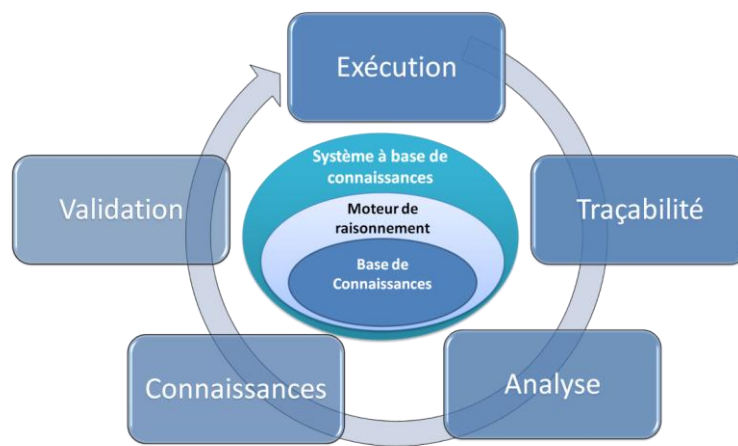 Exécution
Traçabilité
Analyse
Connaissances
Validation
Système à base de
connaissances
Moteur de
raisonnement
Base de
Connaissances